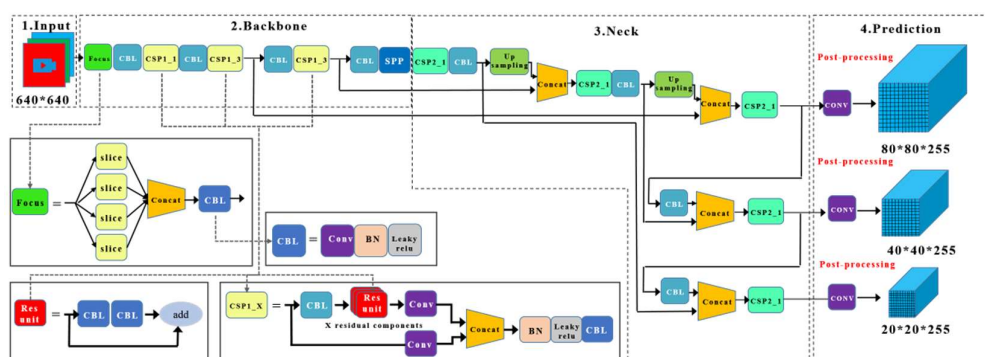 1.Input
2.Backbone
3.Neck
4.Prediction
640*640
Focus
CBL
CSP1_1
CBL
CSP1_3
CBL
CSP1_3
CBL
SPP
CSP2_1
CBL
Up
sampling
Concat
CSP2_1
CBL
Up
sampling
Concat
CSP2_1
Post-processing
CONV
80*80*255
CBL
Concat
CSP2_1
Post-processing
CONV
40*40*255
CBL
Concat
CSP2_1
Post-processing
CONV
20*20*255
Focus
=
slice
slice
slice
slice
Concat
CBL
CBL
=
Conv
BN
Leaky
relu
Res
unit
=
CBL
CBL
add
CSP1_X
=
CBL
Res
unit
X residual components
Conv
Conv
Concat
BN
Leaky
relu
CBL